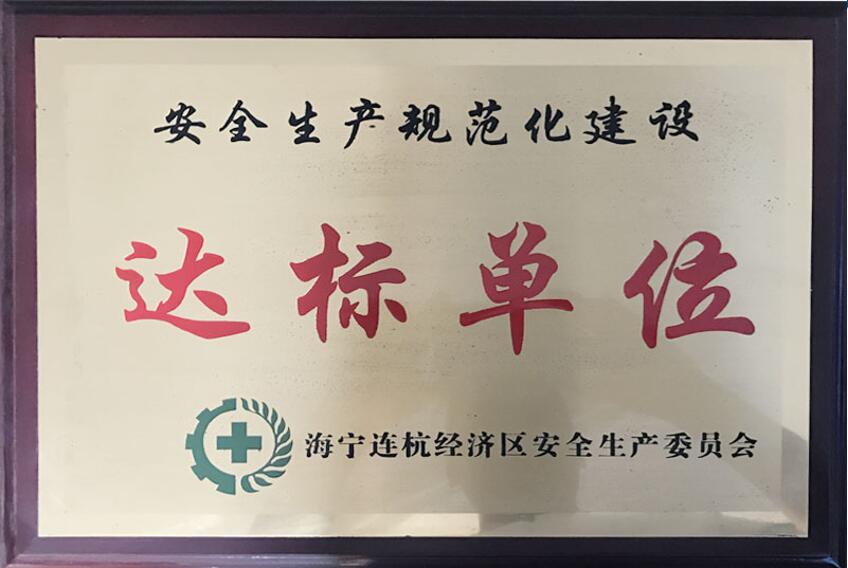 安全生产规范化建设
达标单位
海宁连杭经济区安全生产委员会